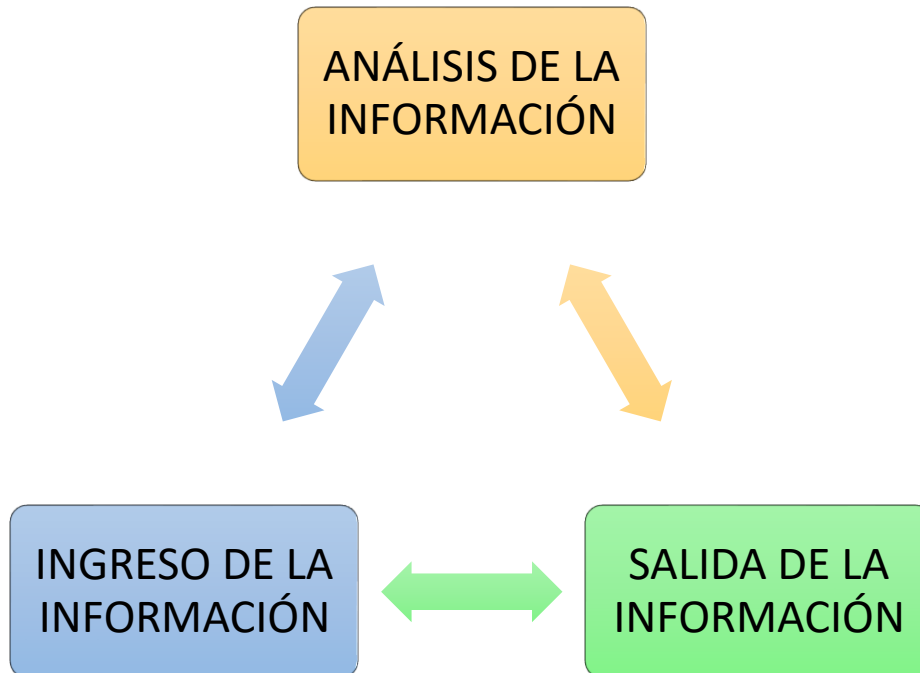 ANÁLISIS DE LA
INFORMACIÓN
INGRESO DE LA
INFORMACIÓN
SALIDA DE LA
INFORMACIÓN